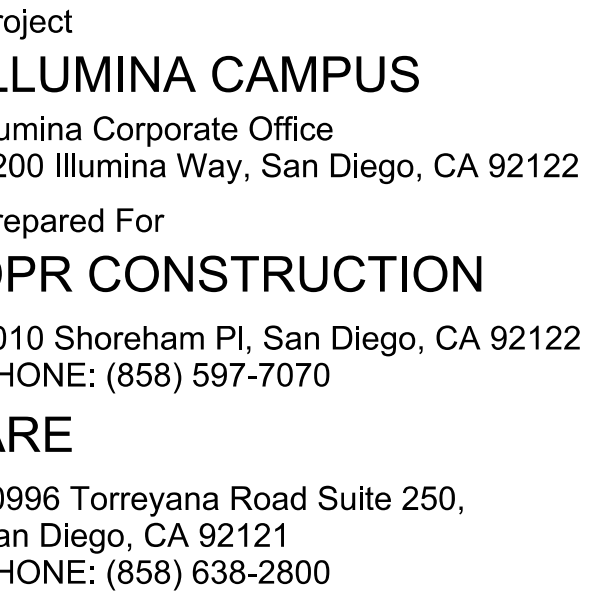 roject
LLUMINA CAMPUS
umina Corporate Office
200 Illumina Way, San Diego, CA 92122
repared For
DPR CONSTRUCTION
010 Shoreham Pl, San Diego, CA 92122
HONE: (858) 597-7070
ARE
0996 Torreyana Road Suite 250,
an Diego, CA 92121
HONE: (858) 638-2800